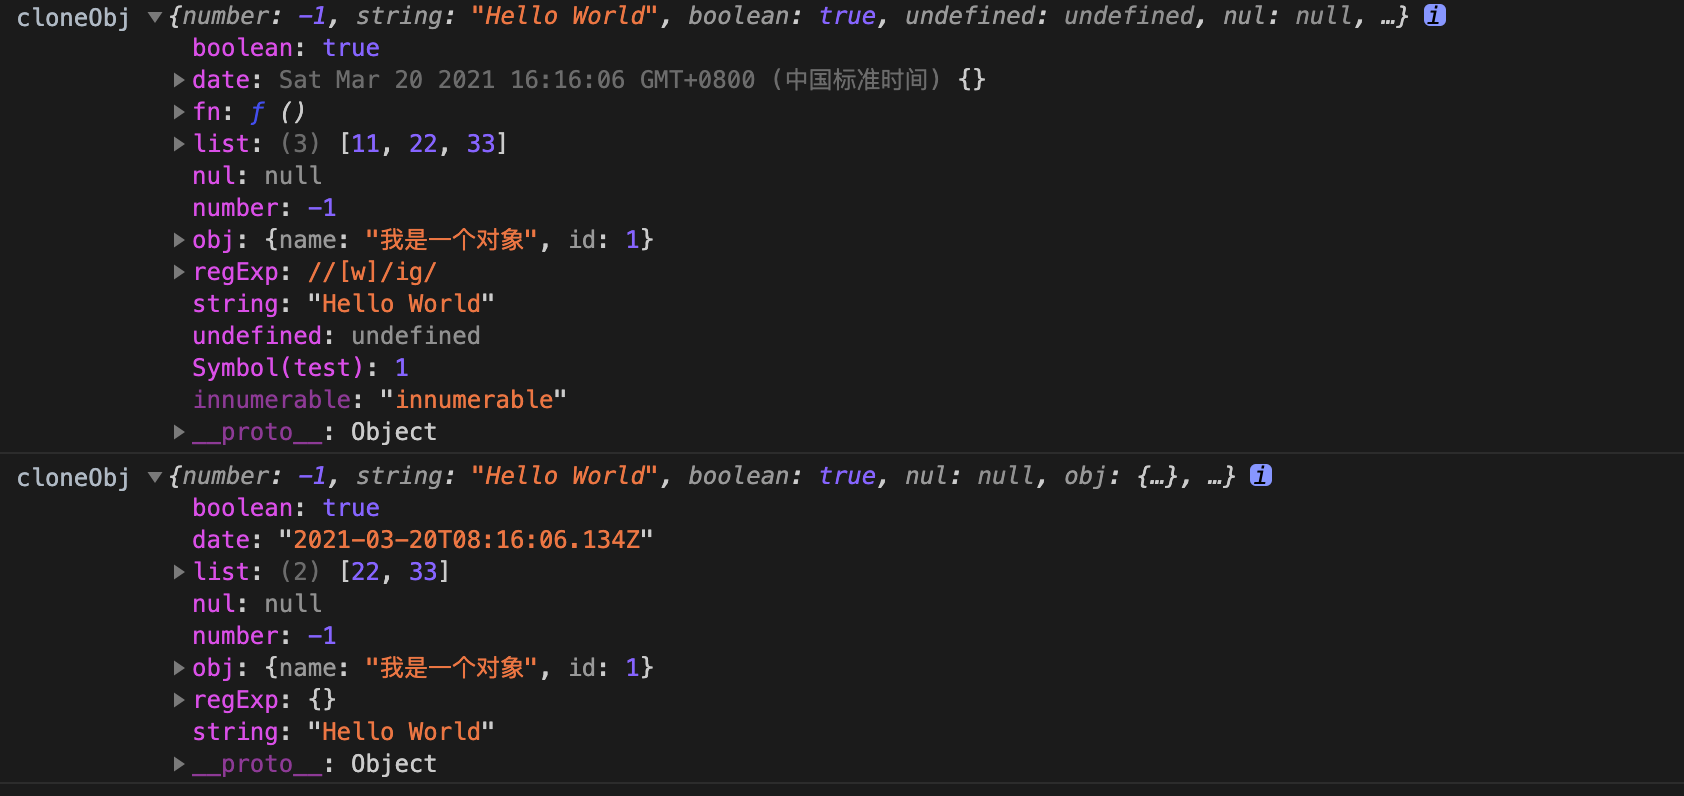 cloneObj ▼{number: -1, string: "Hello World", boolean: true, undefined: undefined, nul: null, …} i
boolean: true
▶date: Sat Mar 20 2021 16:16:06 GMT+0800 (中国标准时间) {}
▶fn: ƒ ()
▶list: (3) [11, 22, 33]
nul: null
number: -1
▶obj: {name: "我是一个对象", id: 1}
▶regExp: //[w]/ig/
string: "Hello World"
undefined: undefined
Symbol(test): 1
innumerable: "innumerable"
▶__proto__: Object
cloneObj ▼{number: -1, string: "Hello World", boolean: true, nul: null, obj: {…}, …} i
boolean: true
date: "2021-03-20T08:16:06.134Z"
▶list: (2) [22, 33]
nul: null
number: -1
▶obj: {name: "我是一个对象", id: 1}
▶regExp: {}
string: "Hello World"
▶__proto__: Object